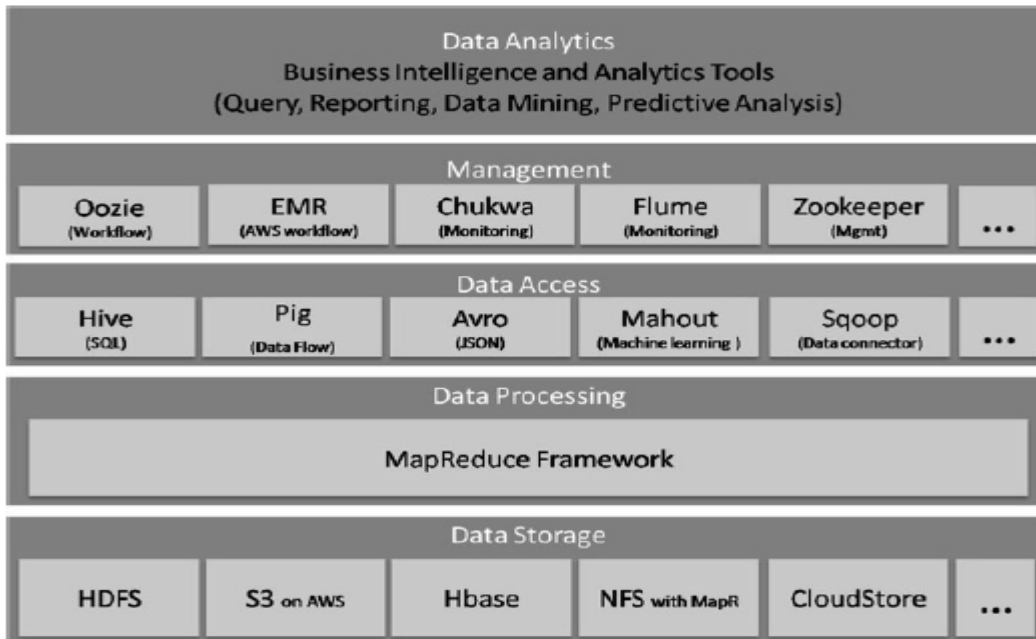 Data Analytics
Business Intelligence and Analytics Tools
(Query, Reporting, Data Mining, Predictive Analysis)
Management
Oozie
(Workflow)
EMR
(AWS workflow)
Chukwa
(Monitoring)
Flume
(Monitoring)
Zookeeper
(Mgmt)
...
Data Access
Hive
(SQL)
Pig
(Data Flow)
Avro
(JSON)
Mahout
(Machine learning )
Sqoop
(Data connector)
...
Data Processing
MapReduce Framework
Data Storage
HDFS
S3 on AWS
Hbase
NFS with MapR
CloudStore
...